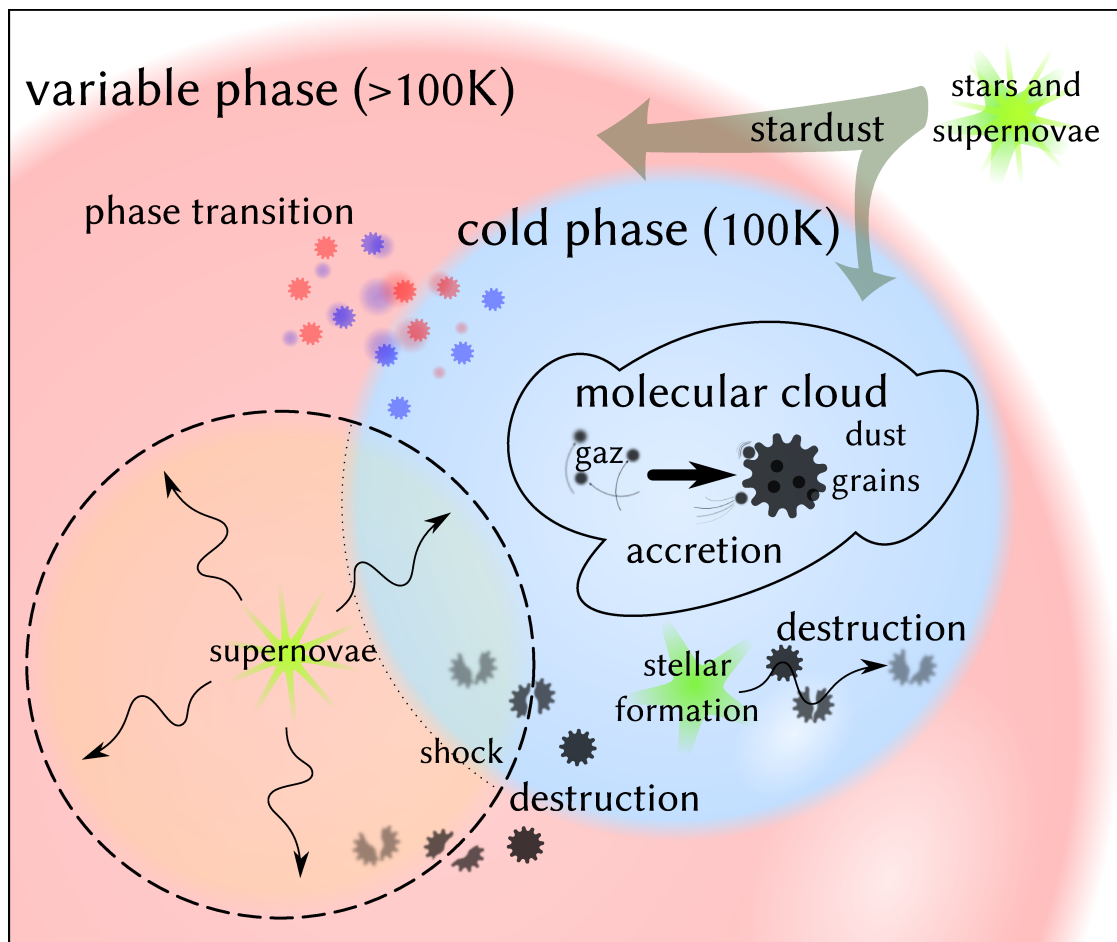 variable phase (>100K)
stars and
supernovae
stardust
phase transition
cold phase (100K)
molecular cloud
gaz
dust
grains
accretion
supernovae
destruction
stellar
formation
shock
destruction